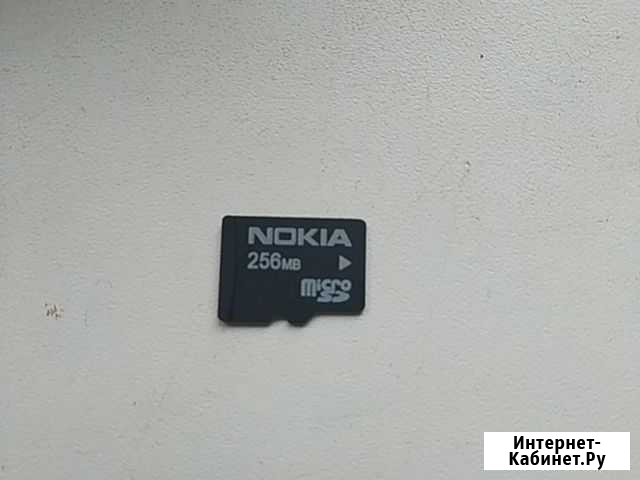 NOKIA
256MB
micro
SD
Интернет-
Кабинет.Ру